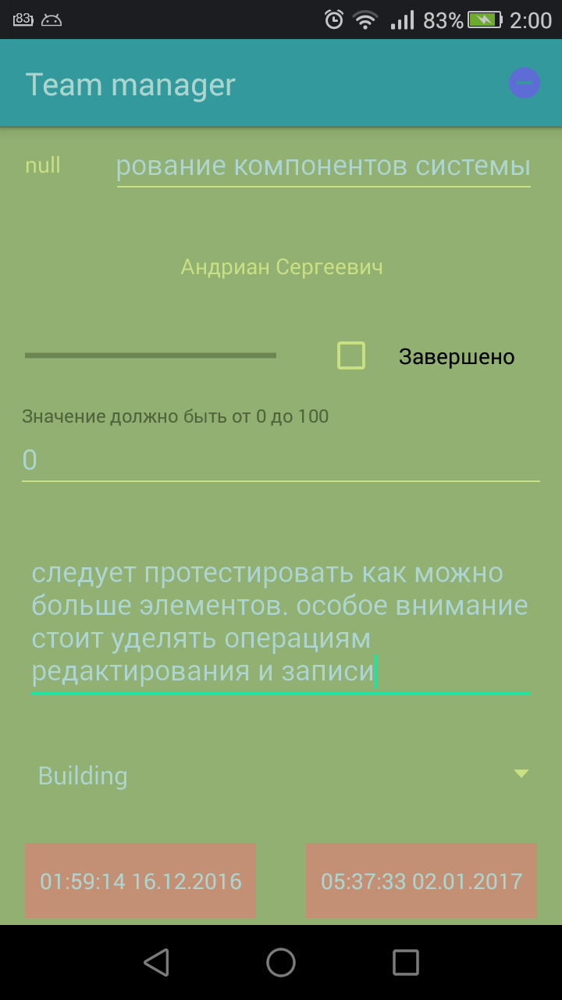 83 83% 2:00
Team manager
null рование компонентов системы
Андриан Сергеевич
Завершено
Значение должно быть от 0 до 100
0
следует протестировать как можно
больше элементов. особое внимание
стоит уделять операциям
редактирования и записи
Building
01:59:14 16.12.2016 05:37:33 02.01.2017